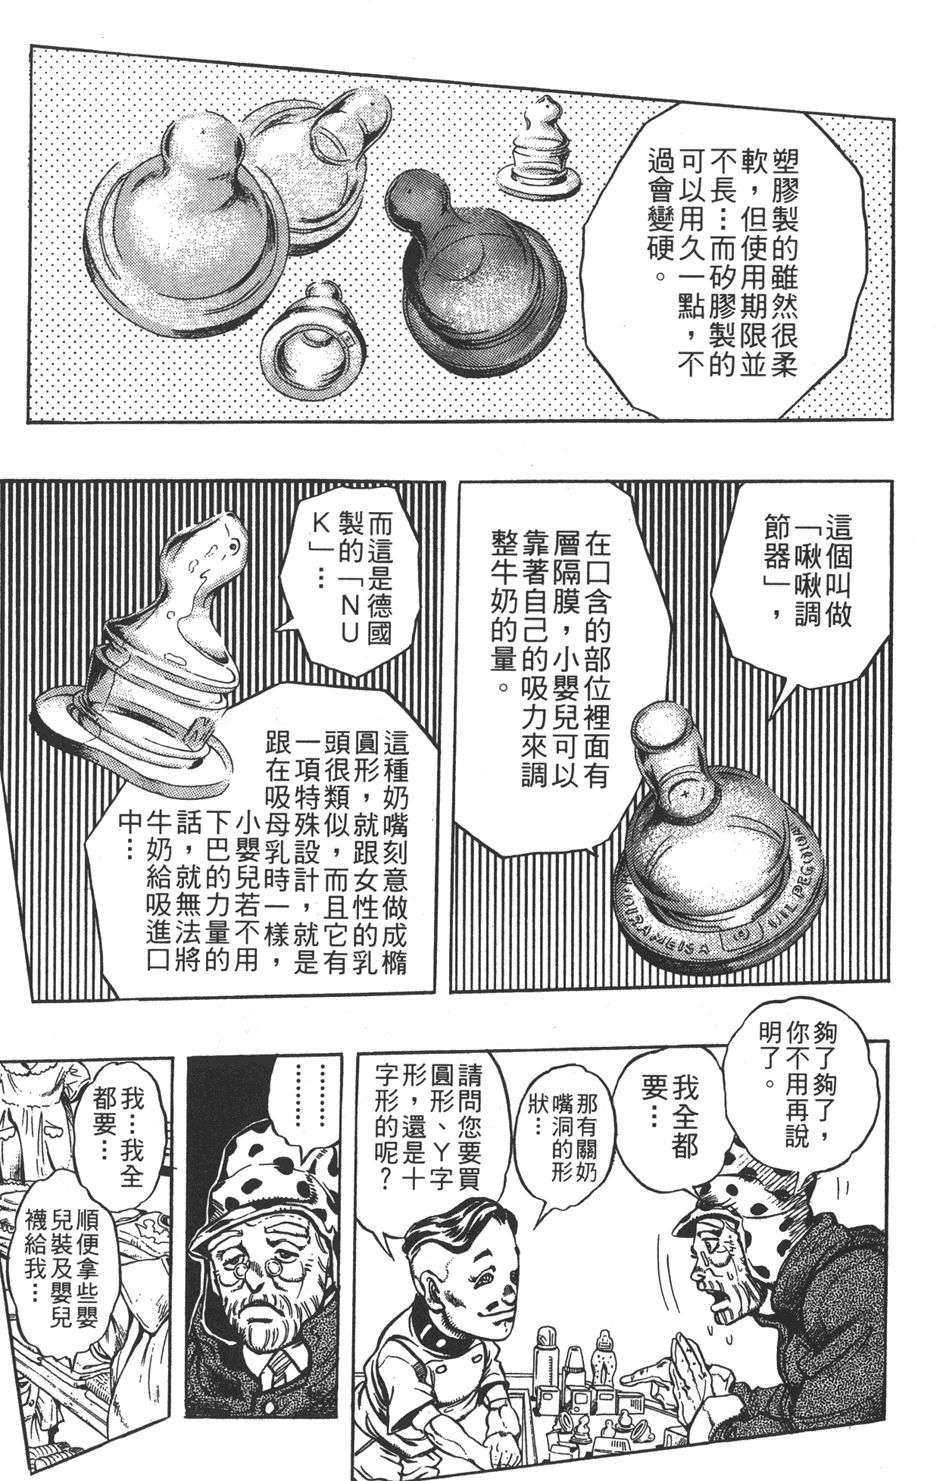 塑膠製的雖然很柔
軟，但使用期限並
不長…而矽膠製的
可以用久一點，不
過會變硬。
這個叫做
「啾啾調
節器」，
在口含的部位裡面有
層隔膜，小嬰兒可以
靠著自己的吸力來調
整牛奶的量。
而這是德國
製的「NU
K」…
這種奶嘴刻意做成橢
圓形，就跟女性的乳
頭很類似，而且它有
一項特殊設計，就是
跟在吸母乳時一樣，
小嬰兒若不用
下巴的力量的
話，就無法將
牛奶給吸進口
中…
夠了夠了，
你不用再說
明了。
我全都
要…
那有關奶
嘴洞的形
狀…
請問您要買
圓形、Y字
形，還是十
字形的呢？
………
………
我…我全
都要…
順便拿些嬰
兒裝及嬰兒
襪給我…